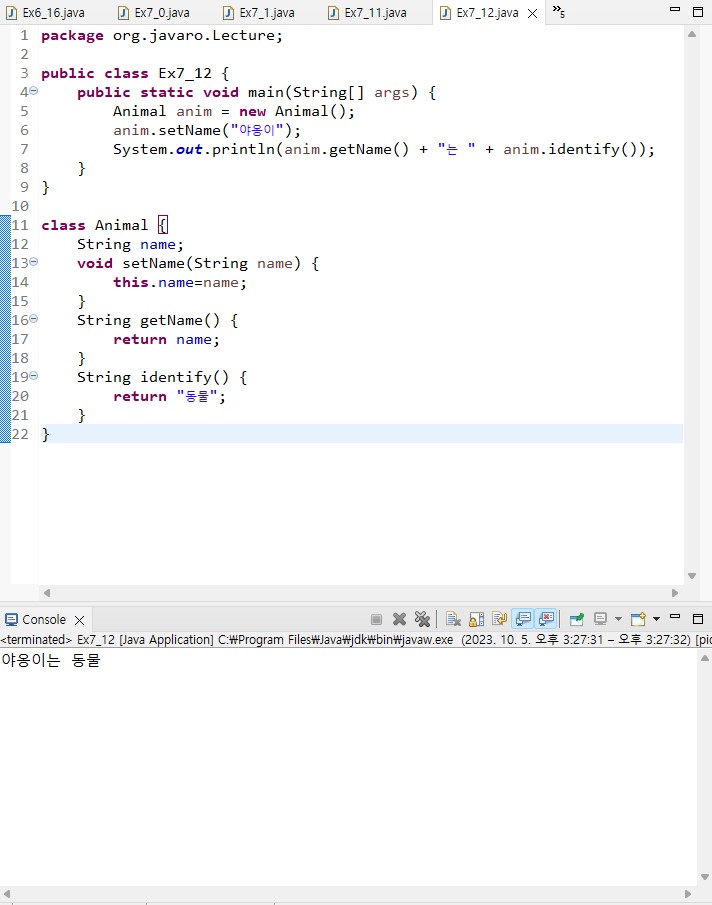 Ex6_16.java Ex7_0.java Ex7_1.java Ex7_11.java Ex7_12.java »5
1 package org.javaro.Lecture;
2
3 public class Ex7_12 {
4 public static void main(String[] args) {
5 Animal anim = new Animal();
6 anim.setName("야옹이");
7 System.out.println(anim.getName() + "는 " + anim.identify());
8 }
9 }
10
11 class Animal {
12 String name;
13 void setName(String name) {
14 this.name=name;
15 }
16 String getName() {
17 return name;
18 }
19 String identify() {
20 return "동물";
21 }
22 }
Console
<terminated> Ex7_12 [Java Application] C:₩Program Files₩Java₩jdk₩bin₩javaw.exe (2023. 10. 5. 오후 3:27:31 – 오후 3:27:32) [pid
야옹이는 동물